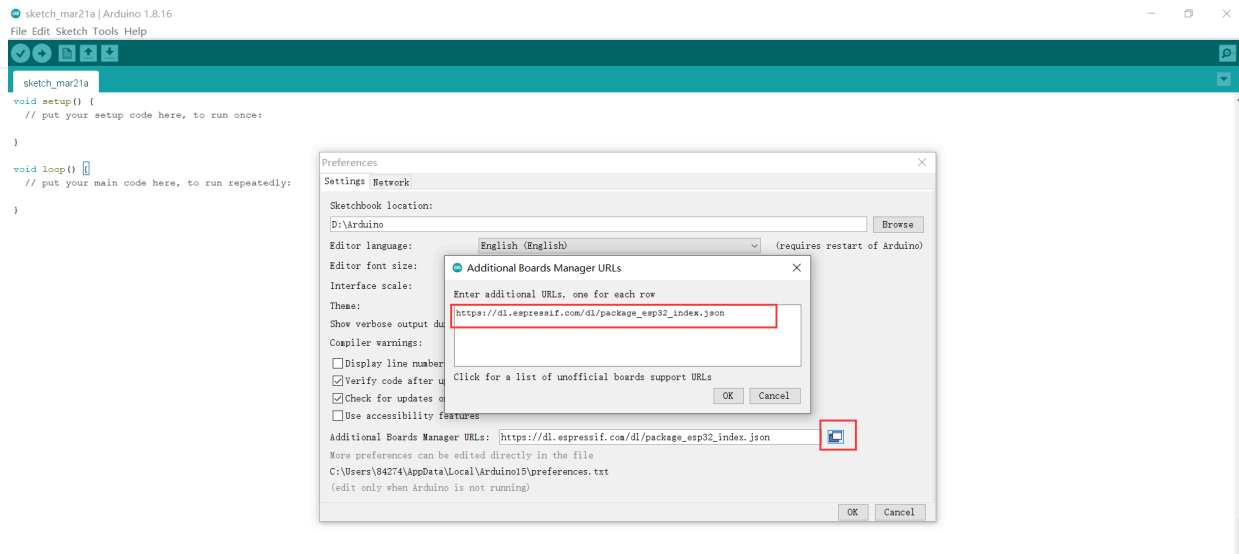 sketch_mar21a | Arduino 1.8.16
File Edit Sketch Tools Help
sketch_mar21a
void setup() {
// put your setup code here, to run once:
}
void loop() {
// put your main code here, to run repeatedly:
}
Preferences
Settings Network
Sketchbook location:
D:\Arduino
Browse
Editor language:
English (English)
(requires restart of Arduino)
Editor font size:
Interface scale:
Theme:
Show verbose output du
Compiler warnings:
Display line number
Verify code after u
Check for updates o
Use accessibility features
Additional Boards Manager URLs:
https://dl.espressif.com/dl/package_esp32_index.json
More preferences can be edited directly in the file
C:\Users\84274\AppData\Local\Arduino15\preferences.txt
(edit only when Arduino is not running)
OK Cancel
Additional Boards Manager URLs
Enter additional URLs, one for each row
https://dl.espressif.com/dl/package_esp32_index.json
Click for a list of unofficial boards support URLs
OK Cancel